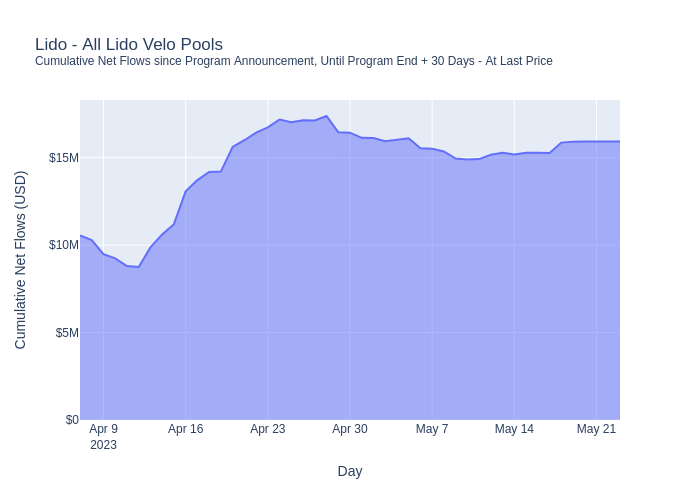 Lido - All Lido Velo Pools
Cumulative Net Flows since Program Announcement, Until Program End + 30 Days - At Last Price
Cumulative Net Flows (USD)
$15M
$10M
$5M
$0
Apr 9 Apr 16 Apr 23 Apr 30 May 7 May 14 May 21
2023
Day